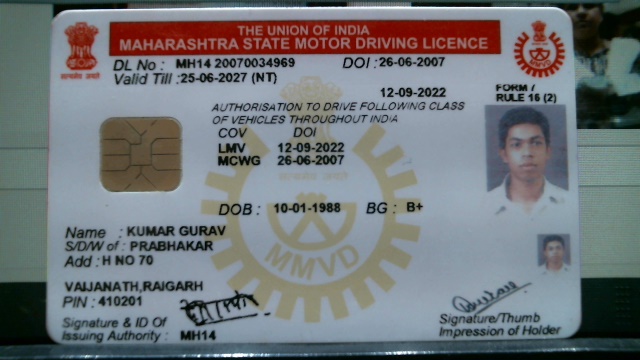 THE UNION OF INDIA
MAHARASHTRA STATE MOTOR DRIVING LICENCE
DL No : MH14 20070034969 DOI : 26-06-2007
Valid Till : 25-06-2027 (NT)
12-09-2022
FORM 7
RULE 16 (2)
AUTHORISATION TO DRIVE FOLLOWING CLASS
OF VEHICLES THROUGHOUT INDIA
COV DOI
LMV 12-09-2022
MCWG 26-06-2007
DOB : 10-01-1988 BG : B+
MMVD
Name : KUMAR GURAV
S/D/W of : PRABHAKAR
Add : H NO 70
VAIJANATH,RAIGARH
PIN : 410201
Signature & ID Of
Issuing Authority : MH14
Signature/Thumb
Impression of Holder